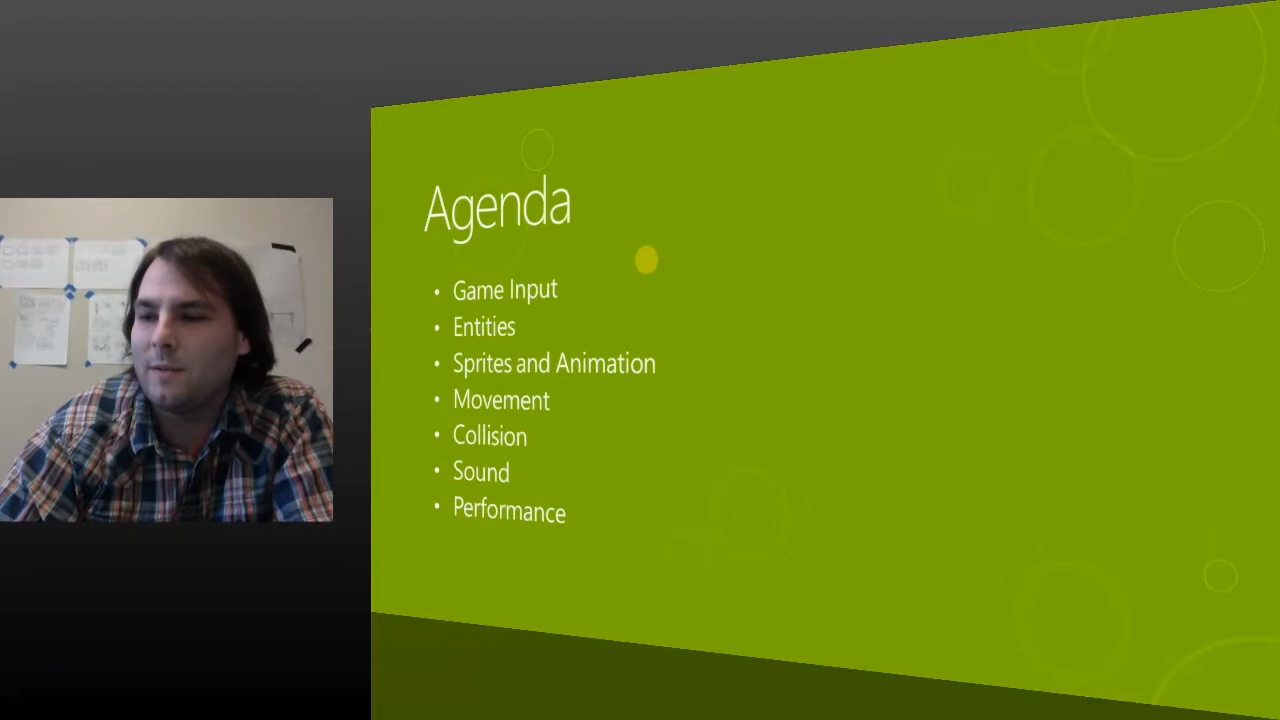 Agenda
• Game Input
• Entities
• Sprites and Animation
• Movement
• Collision
• Sound
• Performance